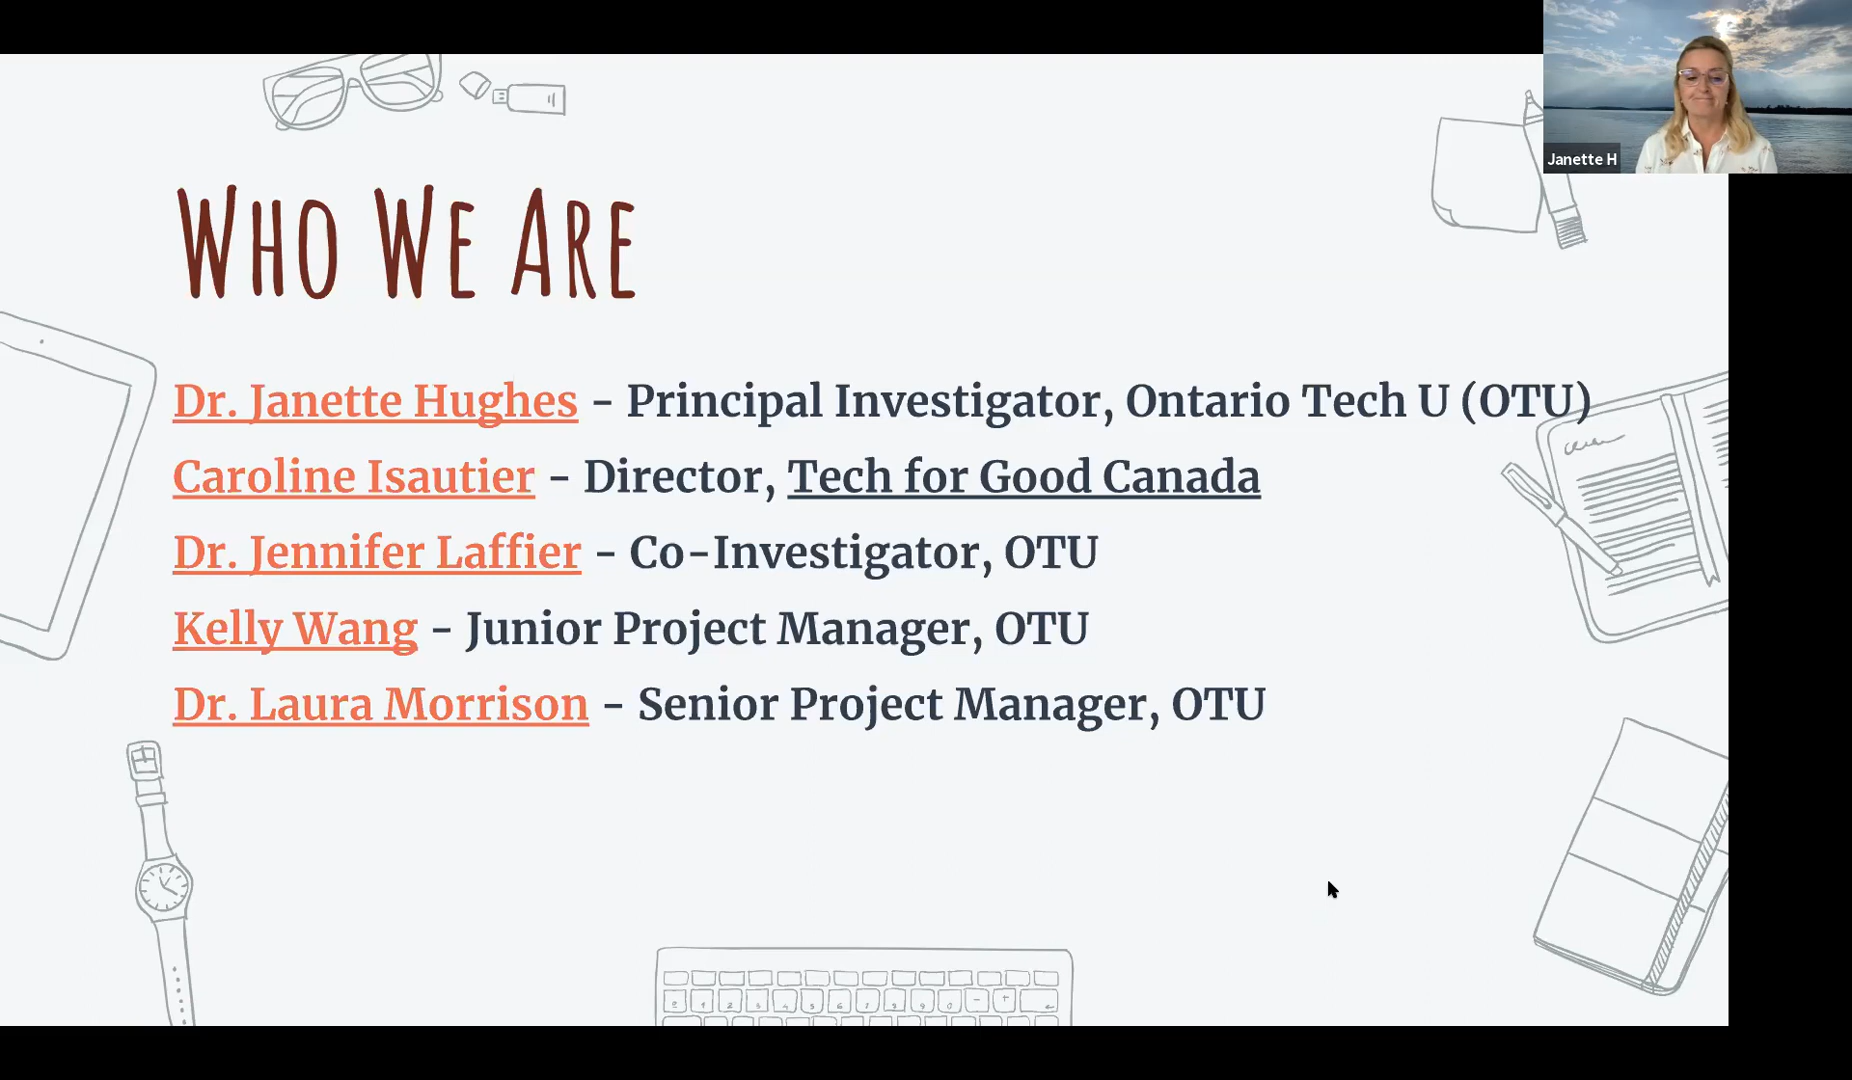 Janette H
Who We Are
Dr. Janette Hughes - Principal Investigator, Ontario Tech U (OTU)
Caroline Isautier - Director, Tech for Good Canada
Dr. Jennifer Laffier - Co-Investigator, OTU
Kelly Wang - Junior Project Manager, OTU
Dr. Laura Morrison - Senior Project Manager, OTU